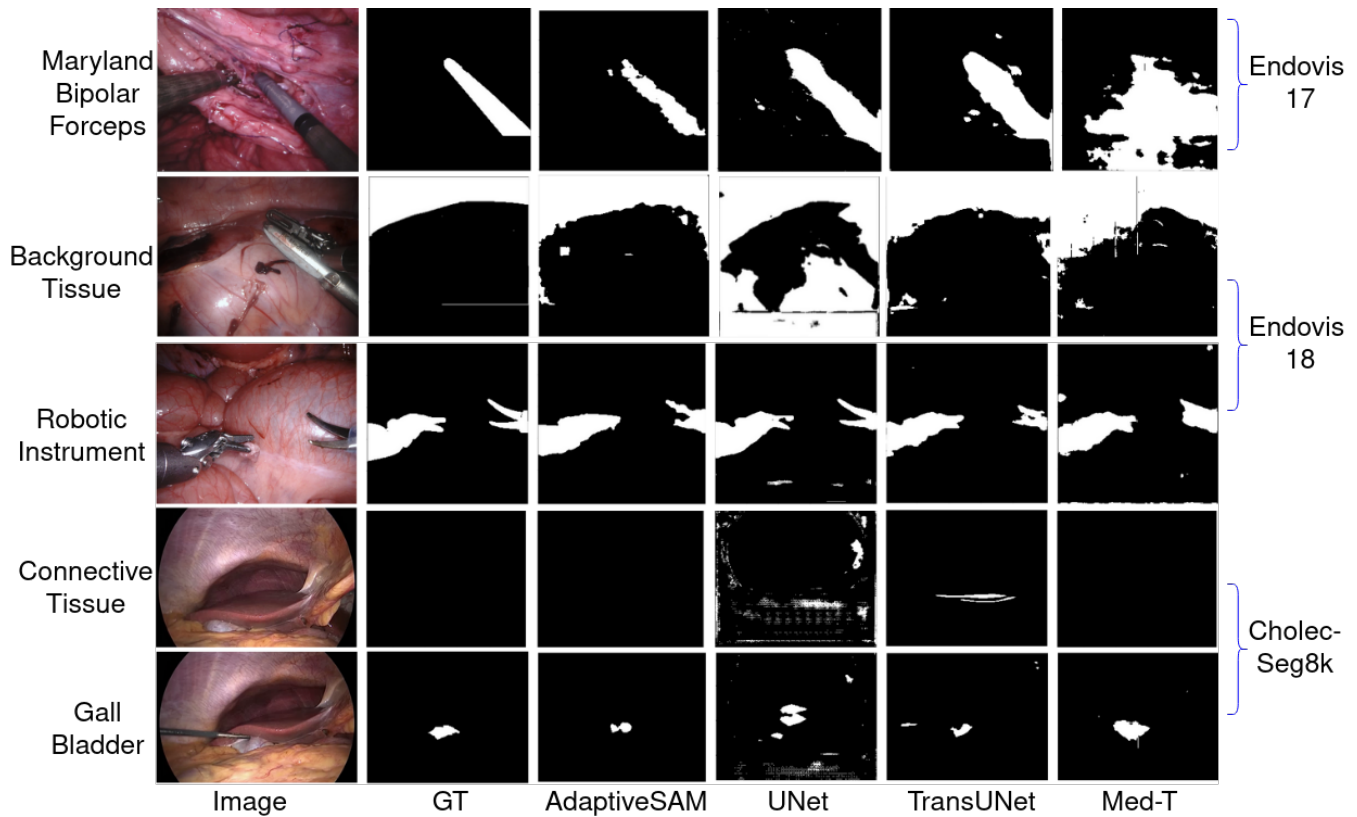 Maryland
Bipolar
Forceps
Endovis
17
Background
Tissue
Endovis
18
Robotic
Instrument
Connective
Tissue
Cholec-
Seg8k
Gall
Bladder
Image GT AdaptiveSAM UNet TransUNet Med-T